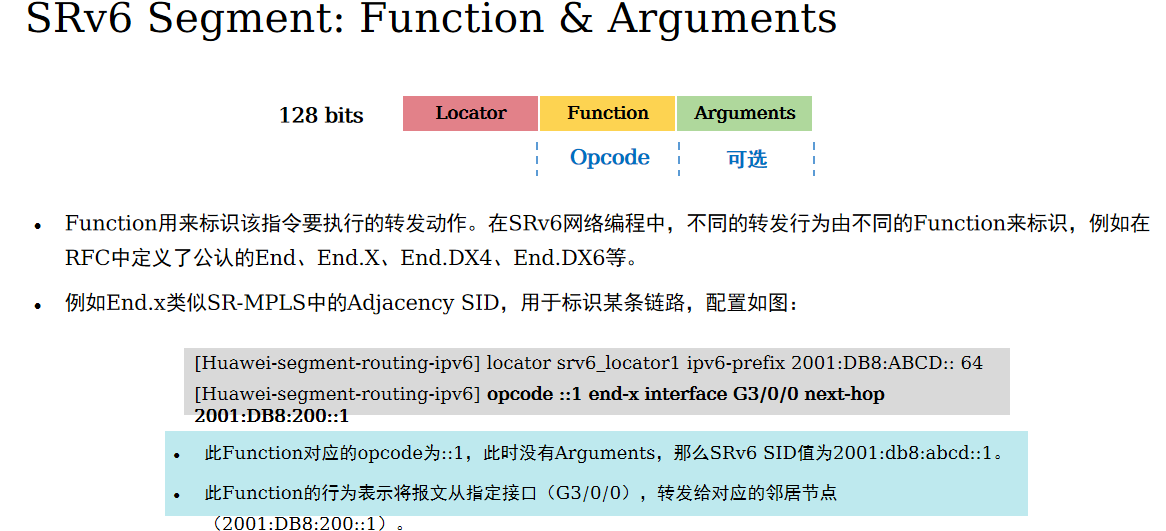 SRv6 Segment: Function & Arguments
128 bits Locator Function Arguments
Opcode 可选
• Function用来标识该指令要执行的转发动作。在SRv6网络编程中，不同的转发行为由不同的Function来标识，例如在
RFC中定义了公认的End、End.X、End.DX4、End.DX6等。
• 例如End.x类似SR-MPLS中的Adjacency SID，用于标识某条链路，配置如图：
[Huawei-segment-routing-ipv6] locator srv6_locator1 ipv6-prefix 2001:DB8:ABCD:: 64
[Huawei-segment-routing-ipv6] opcode ::1 end-x interface G3/0/0 next-hop
2001:DB8:200::1
• 此Function对应的opcode为::1，此时没有Arguments，那么SRv6 SID值为2001:db8:abcd::1。
• 此Function的行为表示将报文从指定接口（G3/0/0），转发给对应的邻居节点
（2001:DB8:200::1）。